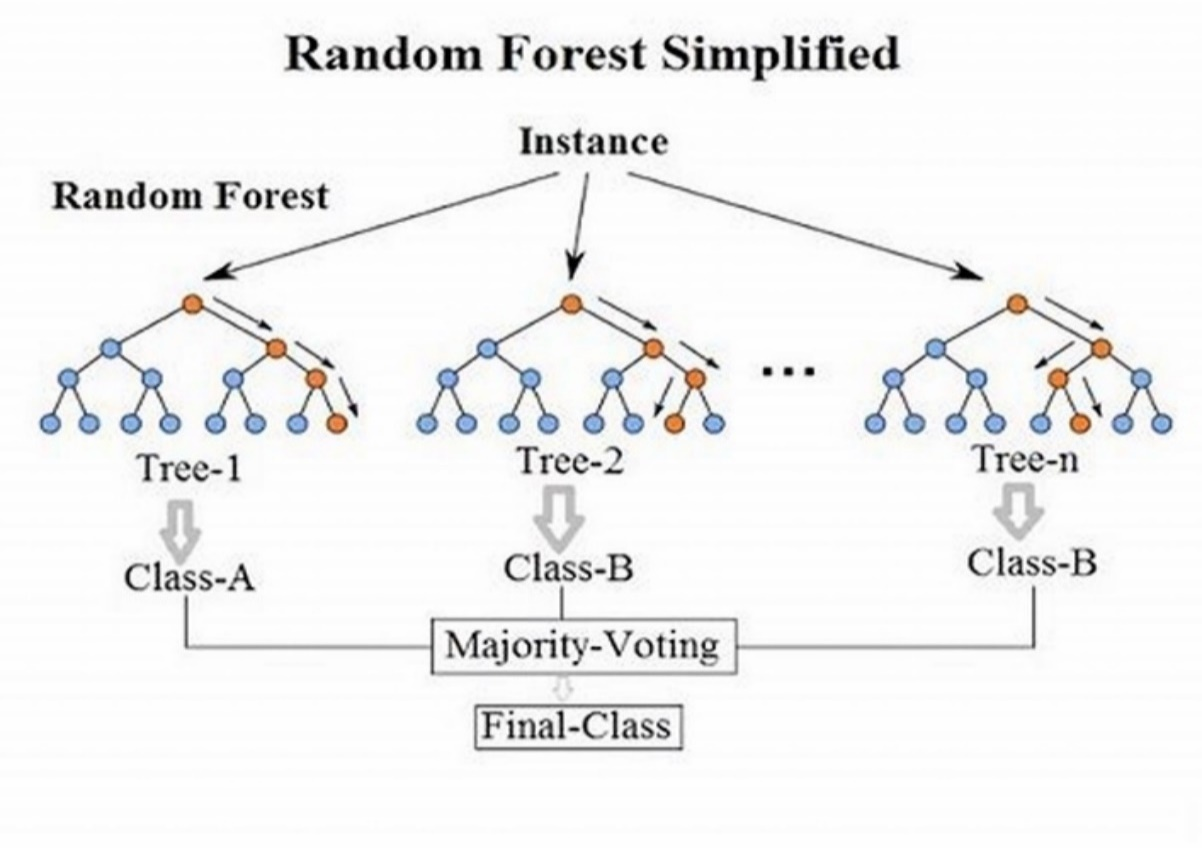 Random Forest Simplified
Instance
Random Forest
...
Tree-1
Tree-2
Tree-n
Class-A
Class-B
Class-B
Majority-Voting
Final-Class